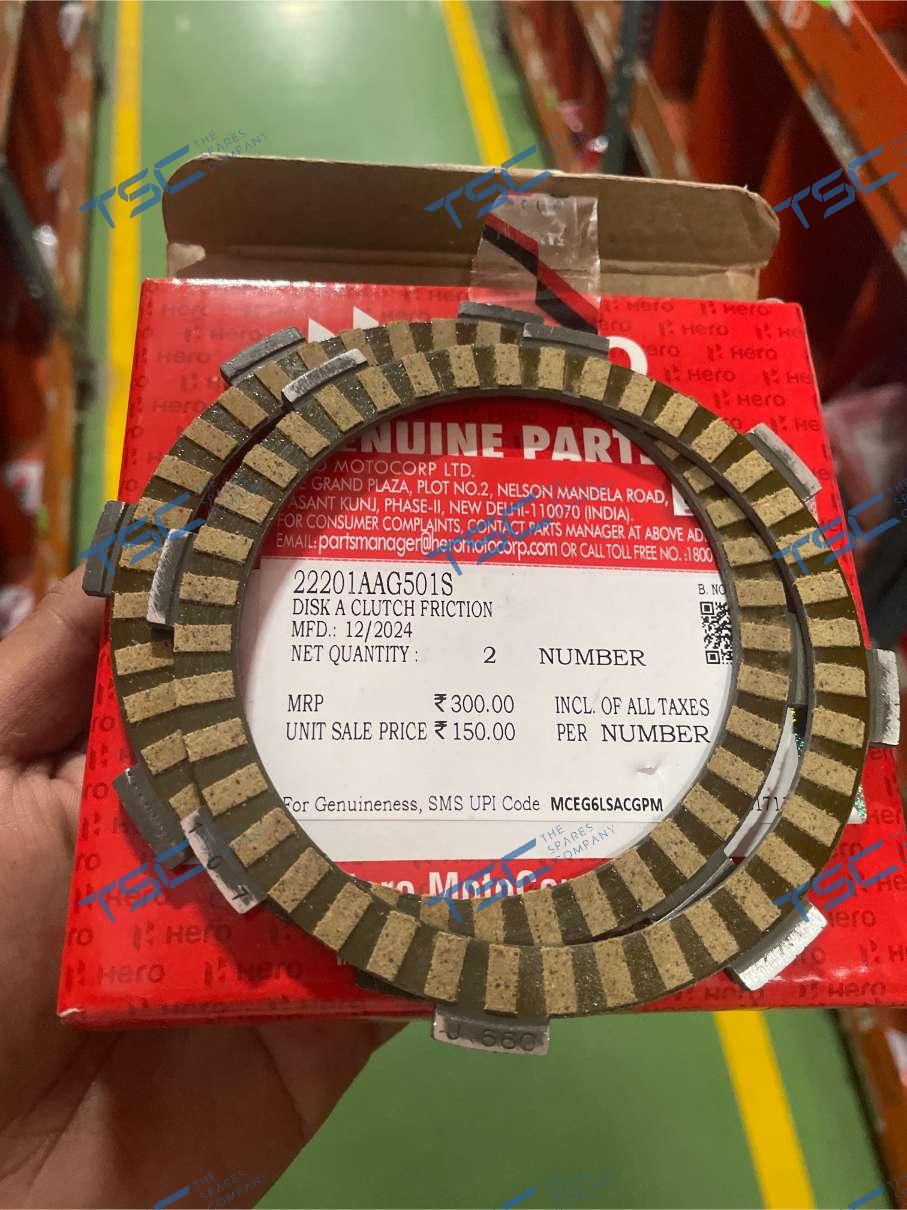 TSC THE SPARES COMPANY
GENUINE PARTS
MOTOCORP LTD.
GRAND PLAZA, PLOT NO.2, NELSON MANDELA ROAD,
VASANT KUNJ, PHASE-II, NEW DELHI-110070 (INDIA).
FOR CONSUMER COMPLAINTS, CONTACT PARTS MANAGER AT ABOVE
EMAIL:partsmanager@heromotocorp.com OR CALL TOLL FREE NO. :1800
22201AAG501S
B. NO
DISK A CLUTCH FRICTION
MFD.: 12/2024
NET QUANTITY : 2 NUMBER
MRP ₹ 300.00 INCL. OF ALL TAXES
UNIT SALE PRICE ₹ 150.00 PER NUMBER
For Genuineness, SMS UPI Code MCEG6LSACGPM
Hero MotoCorp
Hero